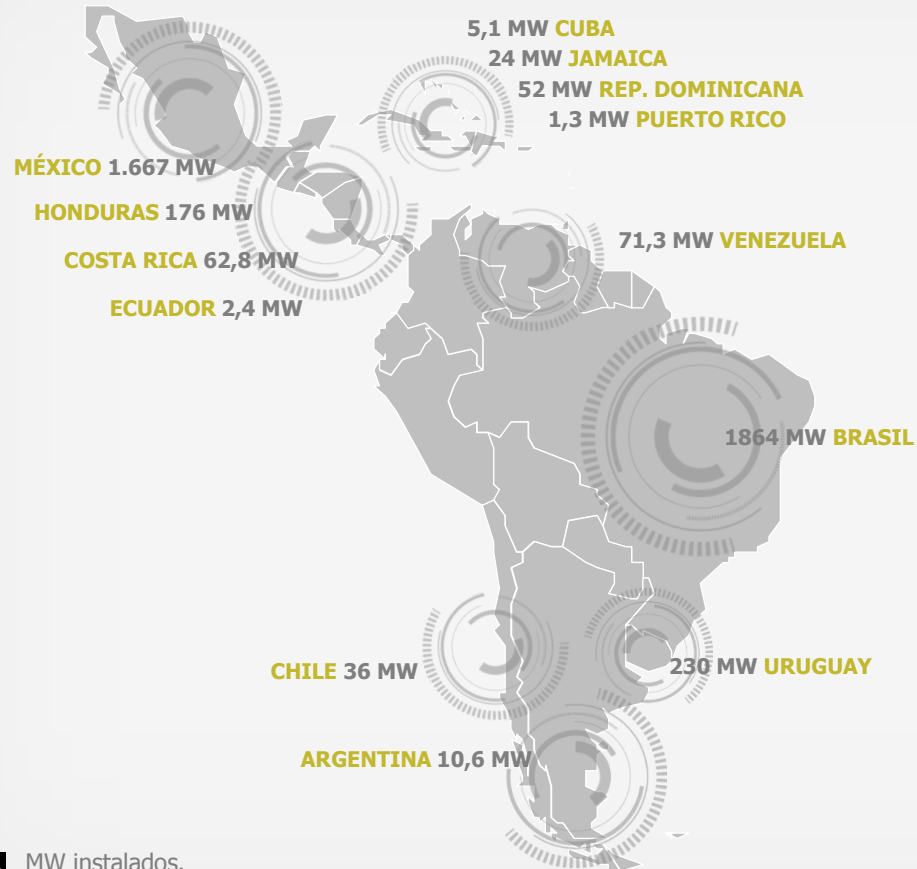 5,1 MW CUBA
24 MW JAMAICA
52 MW REP. DOMINICANA
1,3 MW PUERTO RICO
MÉXICO 1.667 MW
HONDURAS 176 MW
COSTA RICA 62,8 MW
ECUADOR 2,4 MW
71,3 MW VENEZUELA
1864 MW BRASIL
CHILE 36 MW
230 MW URUGUAY
ARGENTINA 10,6 MW
MW instalados.